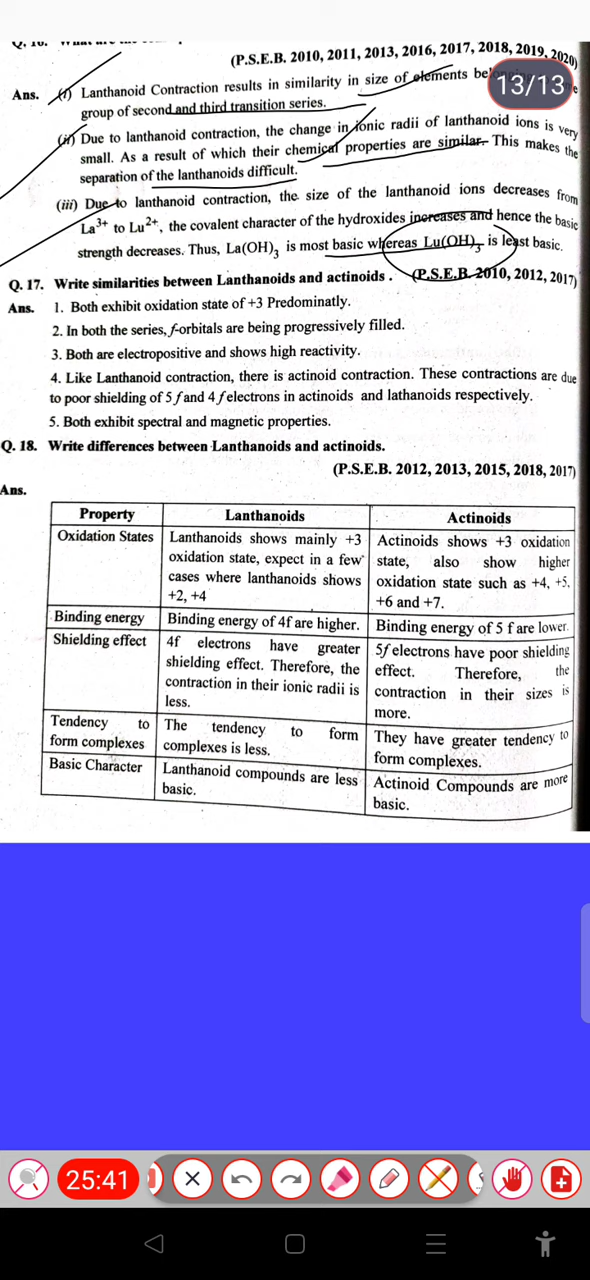 (P.S.E.B. 2010, 2011, 2013, 2016, 2017, 2018, 2019, 2020)
Ans. (i) Lanthanoid Contraction results in similarity in size of elements
13/13
group of second and third transition series.
(ii) Due to lanthanoid contraction, the change in ionic radii of lanthanoid ions is very
small. As a result of which their chemical properties are similar. This makes the
separation of the lanthanoids difficult.
(iii) Due to lanthanoid contraction, the size of the lanthanoid ions decreases from
La3+ to Lu2+, the covalent character of the hydroxides increases and hence the basic
strength decreases. Thus, La(OH)3 is most basic whereas Lu(OH)3 is least basic.
Q. 17. Write similarities between Lanthanoids and actinoids . (P.S.E.B. 2010, 2012, 2017)
Ans. 1. Both exhibit oxidation state of +3 Predominatly.
2. In both the series, f-orbitals are being progressively filled.
3. Both are electropositive and shows high reactivity.
4. Like Lanthanoid contraction, there is actinoid contraction. These contractions are due
to poor shielding of 5 f and 4 f electrons in actinoids and lathanoids respectively.
5. Both exhibit spectral and magnetic properties.
Q. 18. Write differences between Lanthanoids and actinoids.
(P.S.E.B. 2012, 2013, 2015, 2018, 2017)
Ans.
Property Lanthanoids Actinoids
Oxidation States Lanthanoids shows mainly +3 Actinoids shows +3 oxidation
oxidation state, expect in a few state, also show higher
cases where lanthanoids shows oxidation state such as +4, +5,
+2, +4 +6 and +7.
Binding energy Binding energy of 4f are higher. Binding energy of 5 f are lower.
Shielding effect 4f electrons have greater 5f electrons have poor shielding
shielding effect. Therefore, the effect. Therefore, the
contraction in their ionic radii is contraction in their sizes is
less. more.
Tendency to The tendency to form They have greater tendency to
form complexes complexes is less. form complexes.
Basic Character Lanthanoid compounds are less Actinoid Compounds are more
basic. basic.
25:41